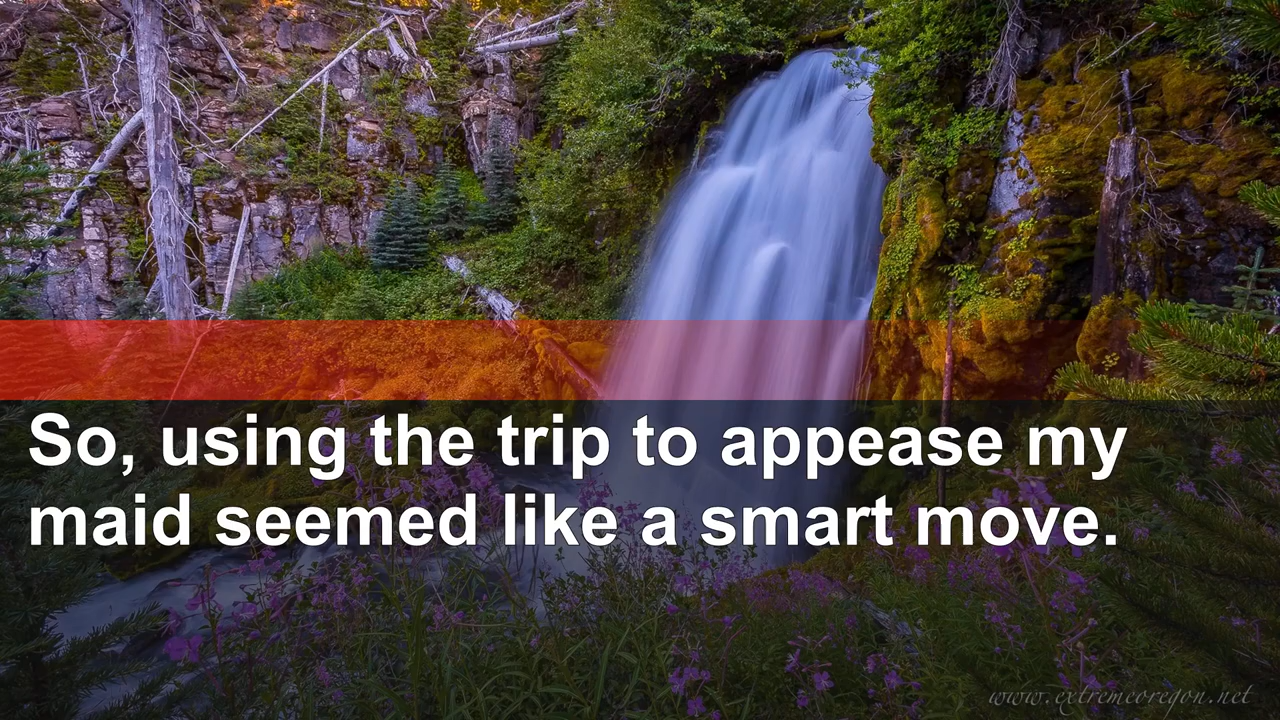 So, using the trip to appease my
maid seemed like a smart move.
www.extremeoregon.net